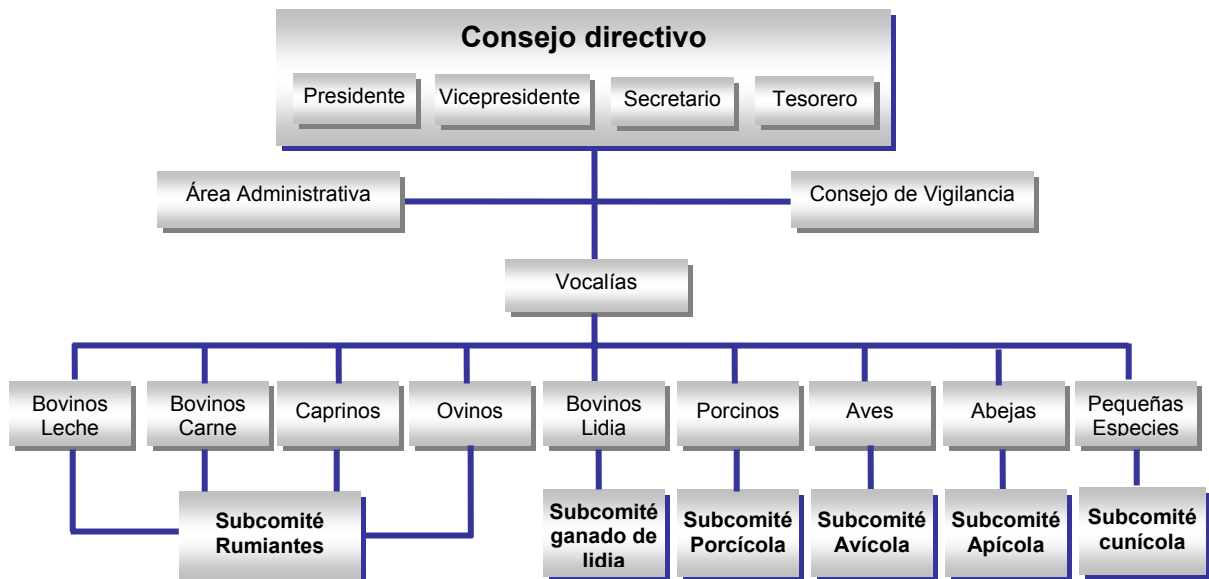 Consejo directivo
Presidente
Vicepresidente
Secretario
Tesorero
Área Administrativa
Consejo de Vigilancia
Vocalías
Bovinos
Leche
Bovinos
Carne
Caprinos
Ovinos
Bovinos
Lidia
Porcinos
Aves
Abejas
Pequeñas
Especies
Subcomité
Rumiantes
Subcomité
ganado de
lidia
Subcomité
Porcícola
Subcomité
Avícola
Subcomité
Apícola
Subcomité
cunícola